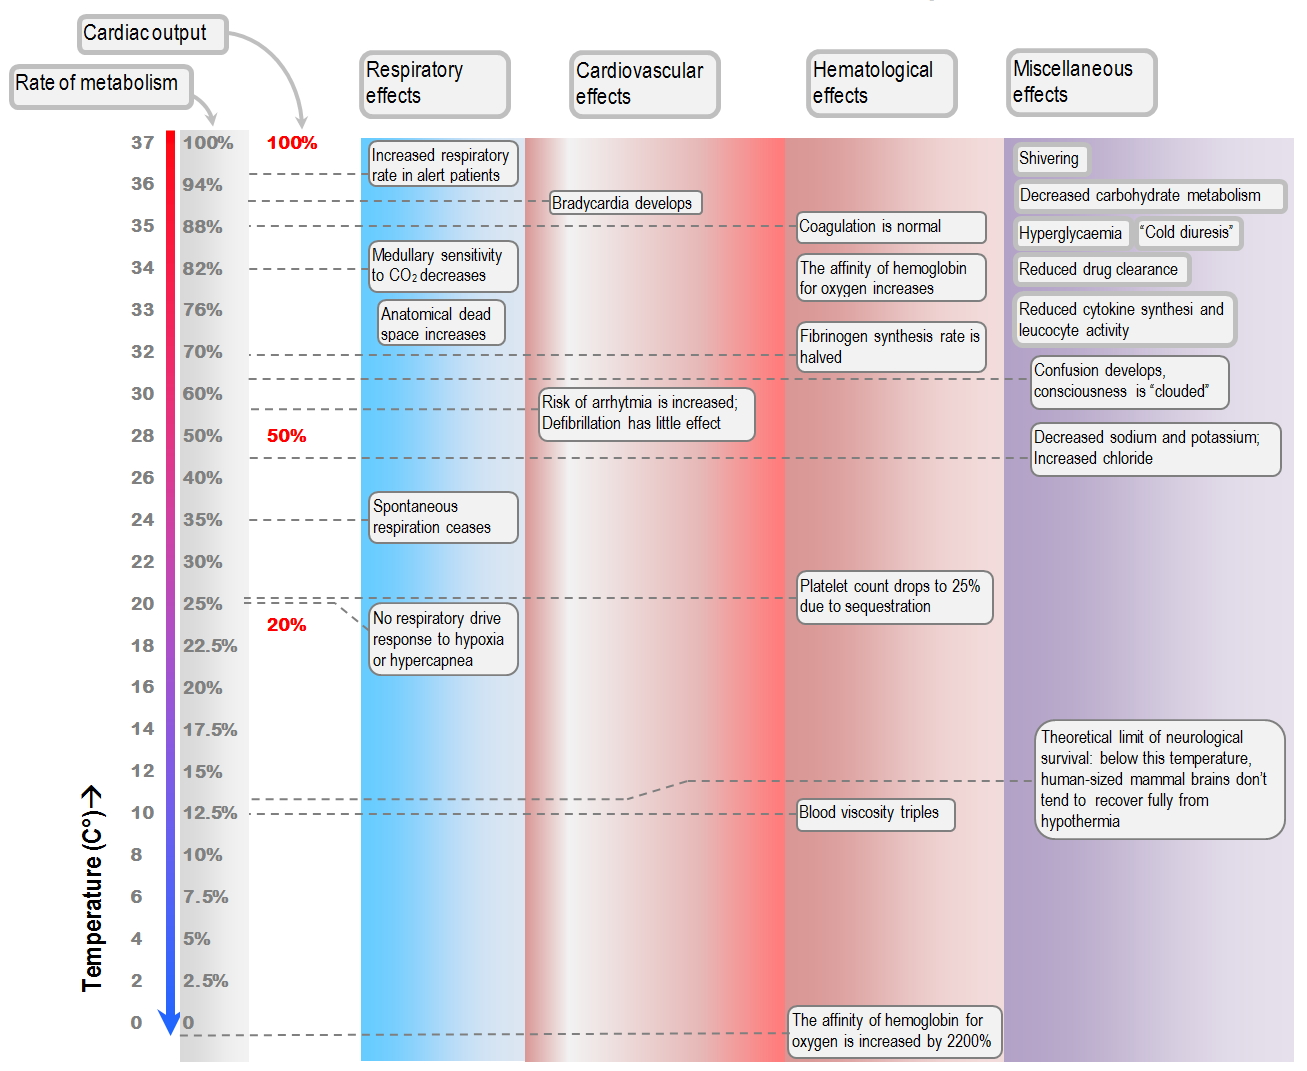 Cardiac output
Rate of metabolism
Respiratory
effects
Cardiovascular
effects
Hematological
effects
Miscellaneous
effects
37 100% 100%
36 94%
35 88%
34 82%
33 76%
32 70%
30 60%
28 50% 50%
26 40%
24 35%
22 30%
20 25%
20%
18 22.5%
16 20%
14 17.5%
12 15%
10 12.5%
8 10%
6 7.5%
4 5%
2 2.5%
0 0
Temperature (C°)→
Increased respiratory
rate in alert patients
Medullary sensitivity
to CO₂ decreases
Anatomical dead
space increases
Spontaneous
respiration ceases
No respiratory drive
response to hypoxia
or hypercapnea
Bradycardia develops
Risk of arrhytmia is increased;
Defibrillation has little effect
Coagulation is normal
The affinity of hemoglobin
for oxygen increases
Fibrinogen synthesis rate is
halved
Platelet count drops to 25%
due to sequestration
Blood viscosity triples
The affinity of hemoglobin for
oxygen is increased by 2200%
Shivering
Decreased carbohydrate metabolism
Hyperglycaemia "Cold diuresis"
Reduced drug clearance
Reduced cytokine synthesi and
leucocyte activity
Confusion develops,
consciousness is "clouded"
Decreased sodium and potassium;
Increased chloride
Theoretical limit of neurological
survival: below this temperature,
human-sized mammal brains don't
tend to recover fully from
hypothermia